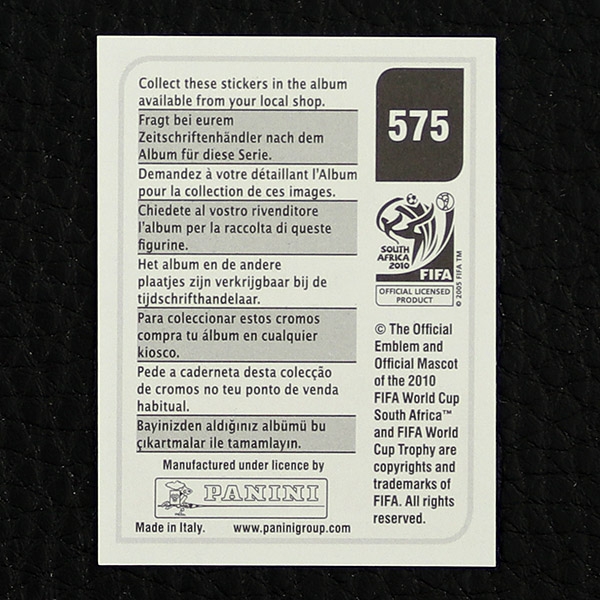 Collect these stickers in the album
available from your local shop.
Fragt bei eurem
Zeitschriftenhändler nach dem
Album für diese Serie.
Demandez à votre détaillant l'Album
pour la collection de ces images.
Chiedete al vostro rivenditore
l'album per la raccolta di queste
figurine.
Het album en de andere
plaatjes zijn verkrijgbaar bij de
tijdschrifthandelaar.
Para coleccionar estos cromos
compra tu álbum en cualquier
kiosco.
Pede a caderneta desta colecção
de cromos no teu ponto de venda
habitual.
Bayinizden aldığınız albümü bu
çıkartmalar ile tamamlayın.
Manufactured under licence by
PANINI
Made in Italy. www.paninigroup.com
575
SOUTH
AFRICA
2010
FIFA
OFFICIAL LICENSED
PRODUCT
© 2005 FIFA TM
© The Official
Emblem and
Official Mascot
of the 2010
FIFA World Cup
South Africa™
and FIFA World
Cup Trophy are
copyrights and
trademarks of
FIFA. All rights
reserved.